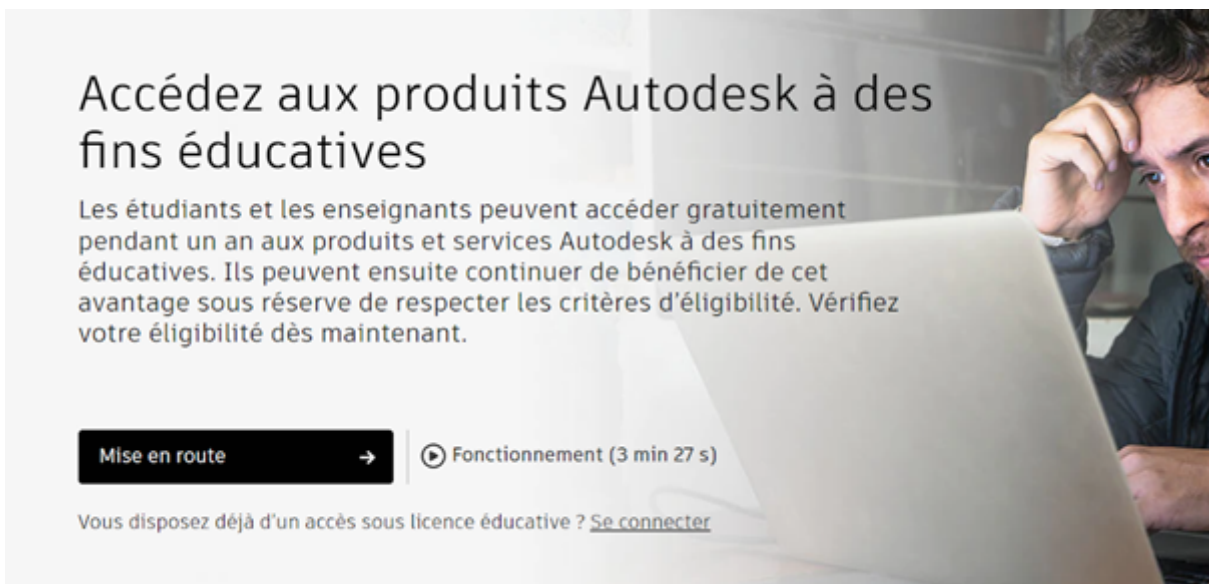 Accédez aux produits Autodesk à des
fins éducatives
Les étudiants et les enseignants peuvent accéder gratuitement
pendant un an aux produits et services Autodesk à des fins
éducatives. Ils peuvent ensuite continuer de bénéficier de cet
avantage sous réserve de respecter les critères d'éligibilité. Vérifiez
votre éligibilité dès maintenant.
Mise en route → Fonctionnement (3 min 27 s)
Vous disposez déjà d'un accès sous licence éducative ? Se connecter